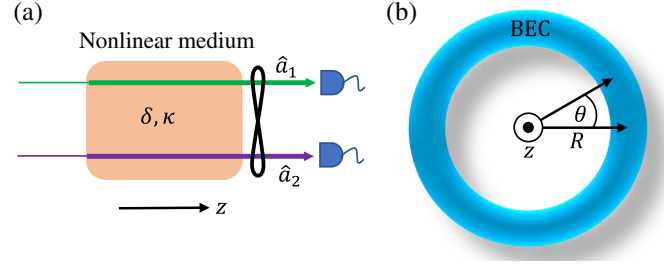 (a)
Nonlinear medium
â₁
δ, κ
â₂
z
(b)
BEC
θ
z
R